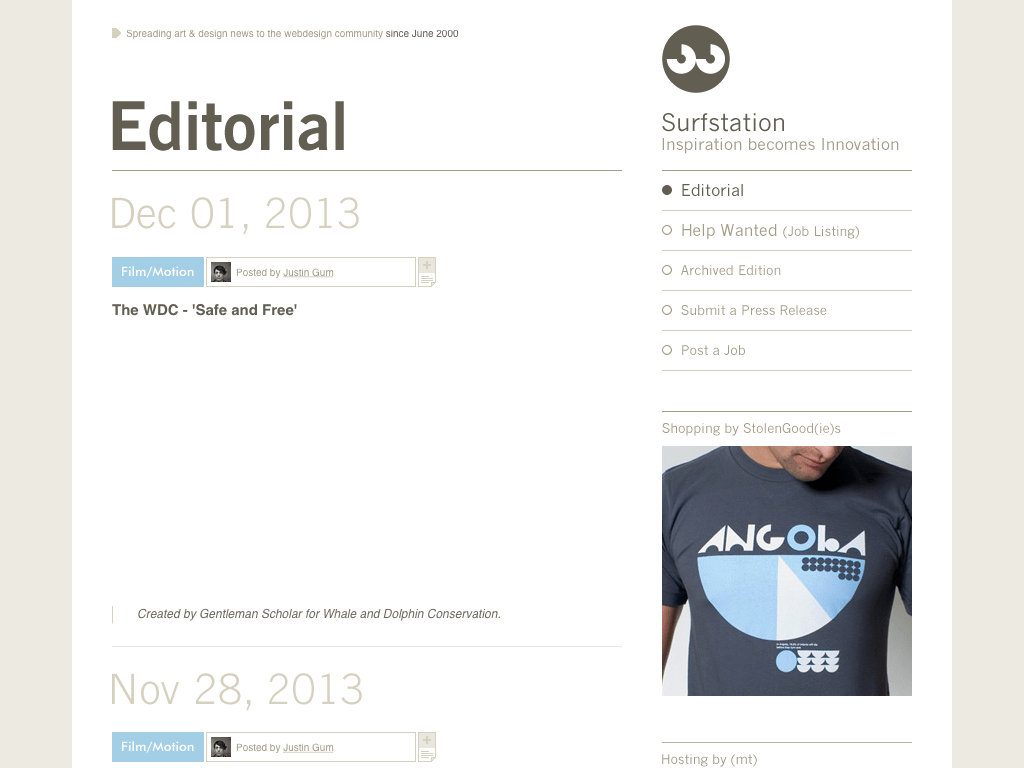 Spreading art & design news to the webdesign community since June 2000
Editorial
Dec 01, 2013
Film/Motion
Posted by Justin Gum
The WDC - 'Safe and Free'
Created by Gentleman Scholar for Whale and Dolphin Conservation.
Nov 28, 2013
Film/Motion
Posted by Justin Gum
Surfstation
Inspiration becomes Innovation
Editorial
Help Wanted (Job Listing)
Archived Edition
Submit a Press Release
Post a Job
Shopping by StolenGood(ie)s
ANGOLA
Hosting by (mt)